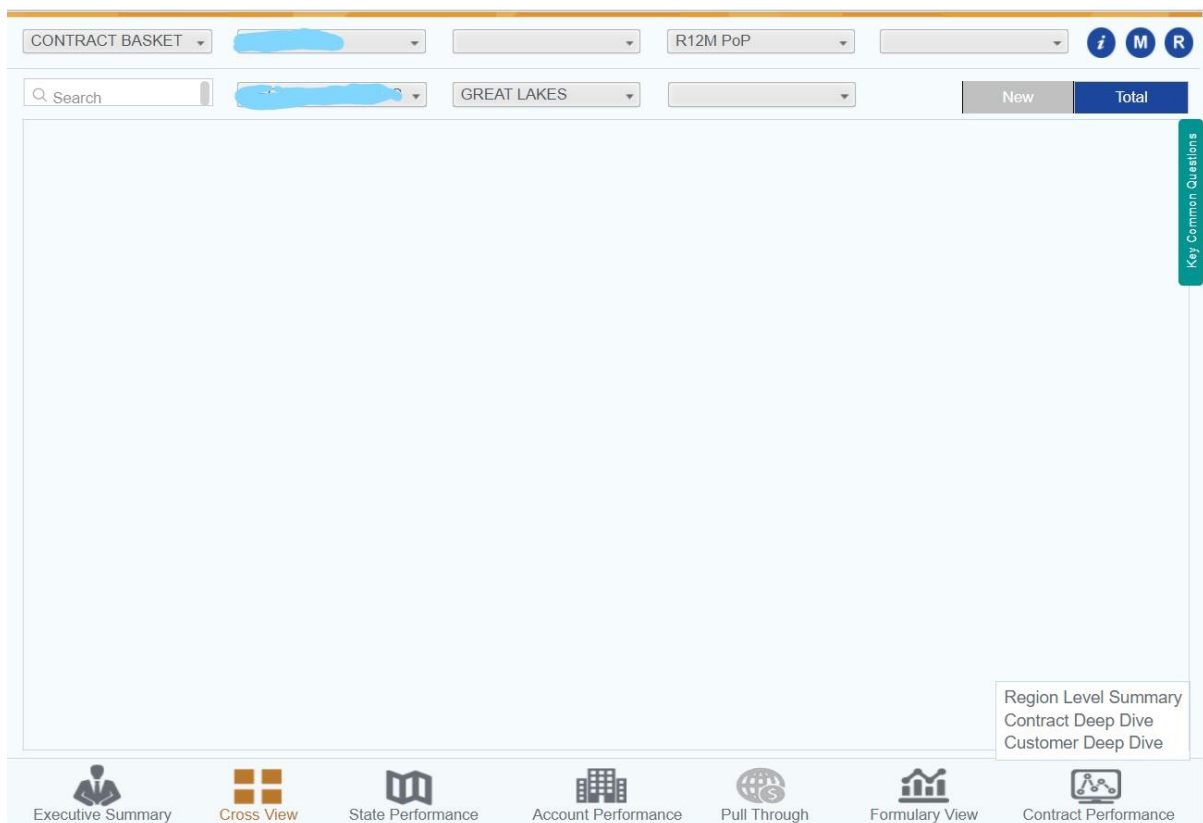 CONTRACT BASKET
R12M PoP
i M R
Search
GREAT LAKES
New Total
Key Common Questions
Region Level Summary
Contract Deep Dive
Customer Deep Dive
Executive Summary
Cross View
State Performance
Account Performance
Pull Through
Formulary View
Contract Performance